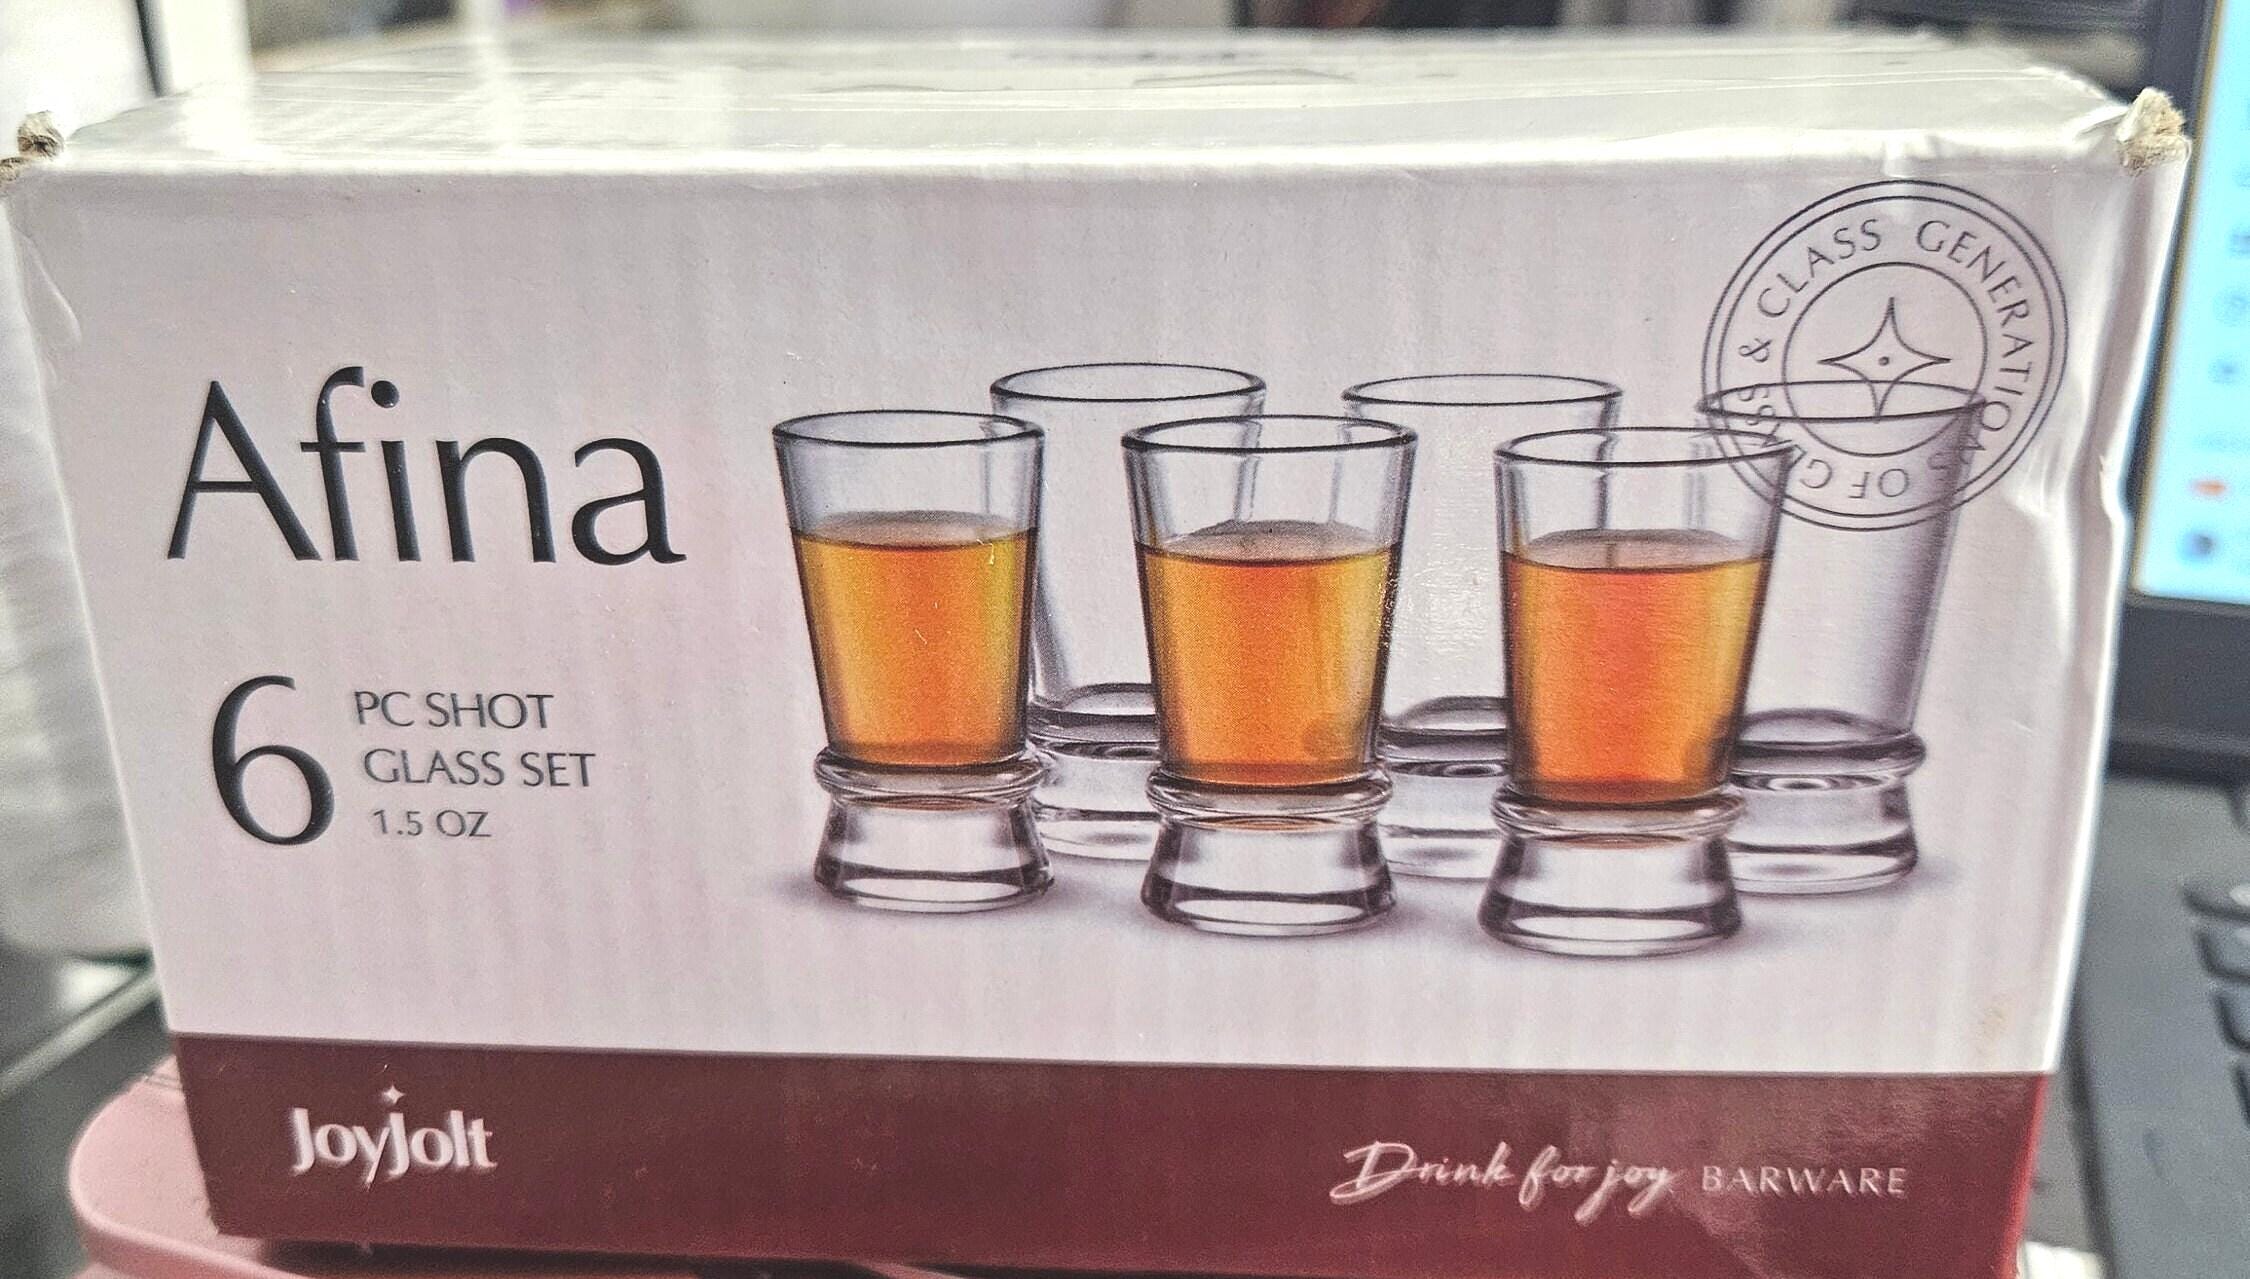 Afina
6
PC SHOT
GLASS SET
1.5 OZ
GENERATIONS OF GLASS & CLASS
JoyJolt
Drink for joy BARWARE